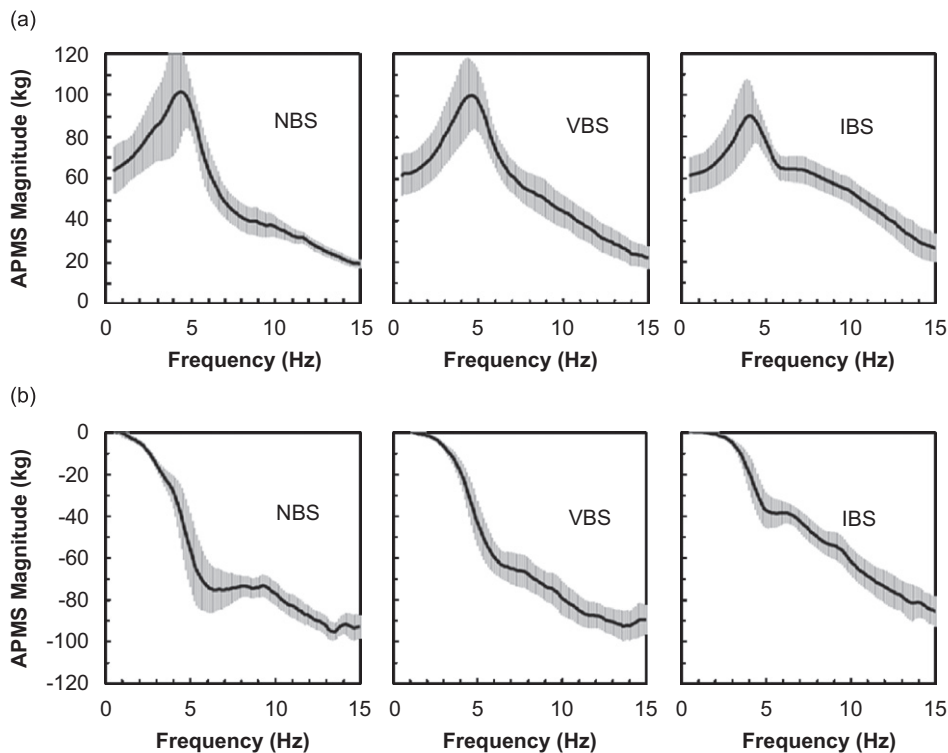 (a)
APMS Magnitude (kg)
120
100
80
60
40
20
0
NBS
VBS
IBS
0 5 10 15
0 5 10 15
0 5 10 15
Frequency (Hz)
Frequency (Hz)
Frequency (Hz)
(b)
APMS Magnitude (kg)
0
-20
-40
-60
-80
-100
-120
NBS
VBS
IBS
0 5 10 15
0 5 10 15
0 5 10 15
Frequency (Hz)
Frequency (Hz)
Frequency (Hz)